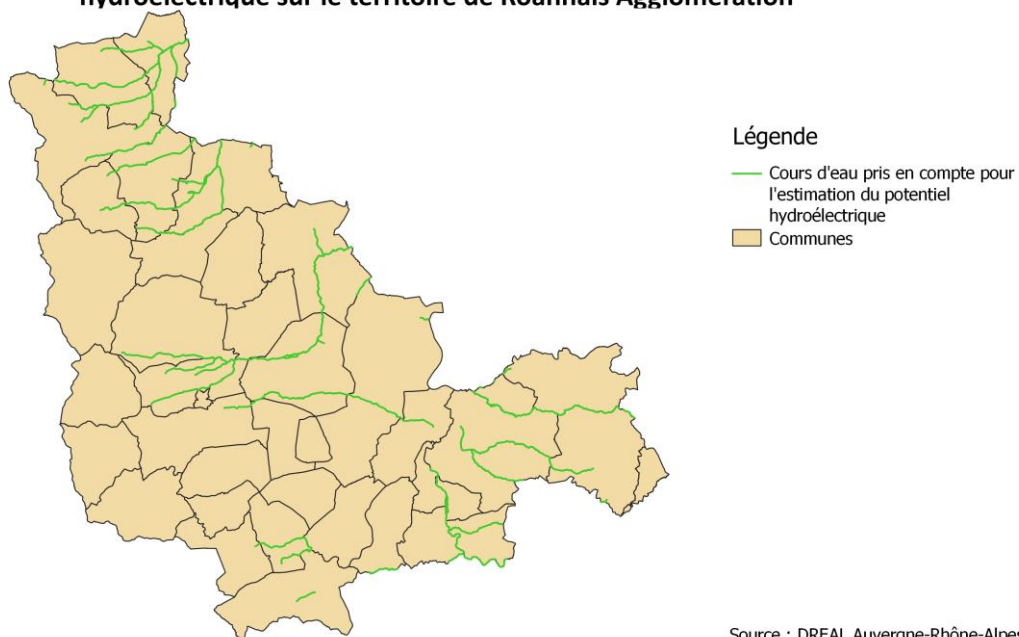 hydroélectrique sur le territoire de Roannais Agglomération
Légende
Cours d'eau pris en compte pour
l'estimation du potentiel
hydroélectrique
Communes
Source : DREAL Auvergne-Rhône-Alpes